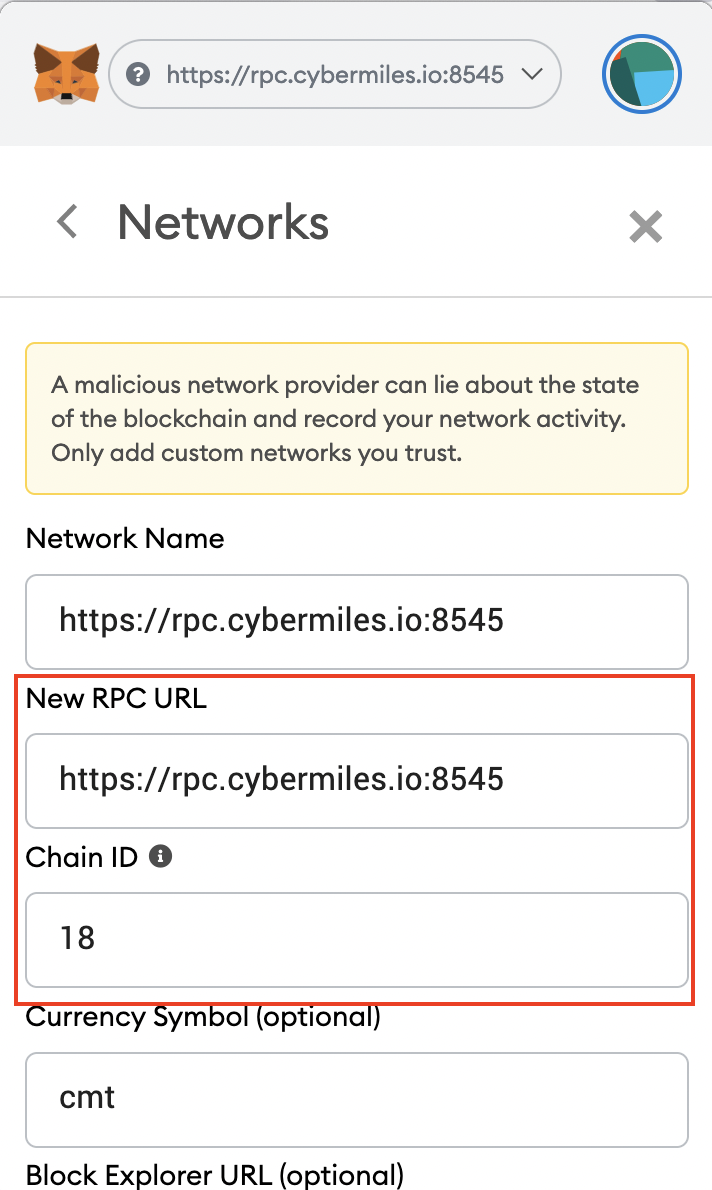 https://rpc.cybermiles.io:8545
Networks
A malicious network provider can lie about the state
of the blockchain and record your network activity.
Only add custom networks you trust.
Network Name
https://rpc.cybermiles.io:8545
New RPC URL
https://rpc.cybermiles.io:8545
Chain ID
18
Currency Symbol (optional)
cmt
Block Explorer URL (optional)